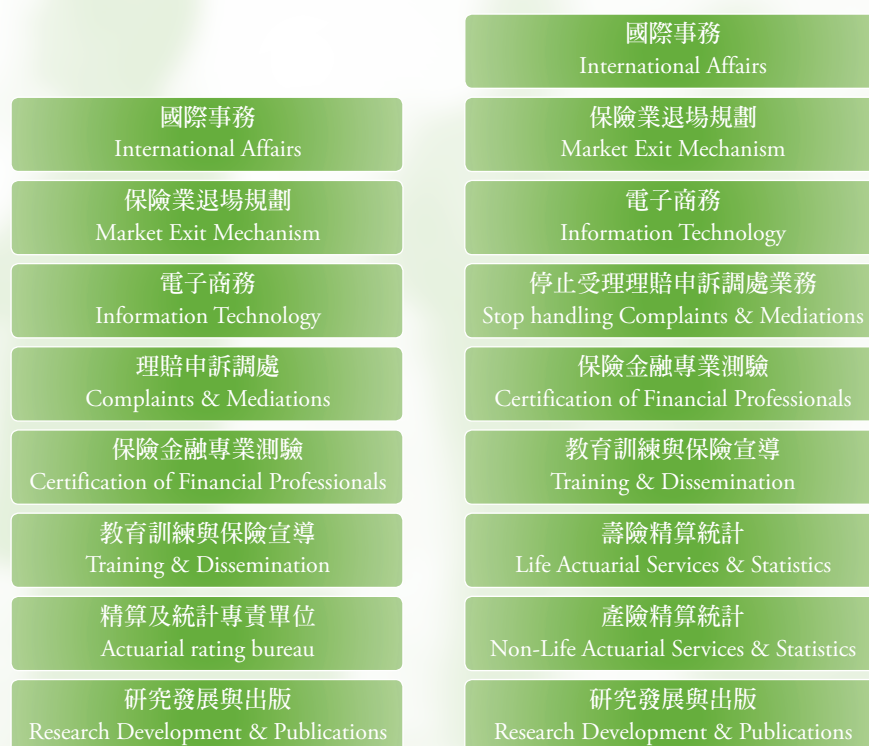 國際事務
International Affairs
保險業退場規劃
Market Exit Mechanism
電子商務
Information Technology
理賠申訴調處
Complaints & Mediations
保險金融專業測驗
Certification of Financial Professionals
教育訓練與保險宣導
Training & Dissemination
精算及統計專責單位
Actuarial rating bureau
研究發展與出版
Research Development & Publications
國際事務
International Affairs
保險業退場規劃
Market Exit Mechanism
電子商務
Information Technology
停止受理理賠申訴調處業務
Stop handling Complaints & Mediations
保險金融專業測驗
Certification of Financial Professionals
教育訓練與保險宣導
Training & Dissemination
壽險精算統計
Life Actuarial Services & Statistics
產險精算統計
Non-Life Actuarial Services & Statistics
研究發展與出版
Research Development & Publications